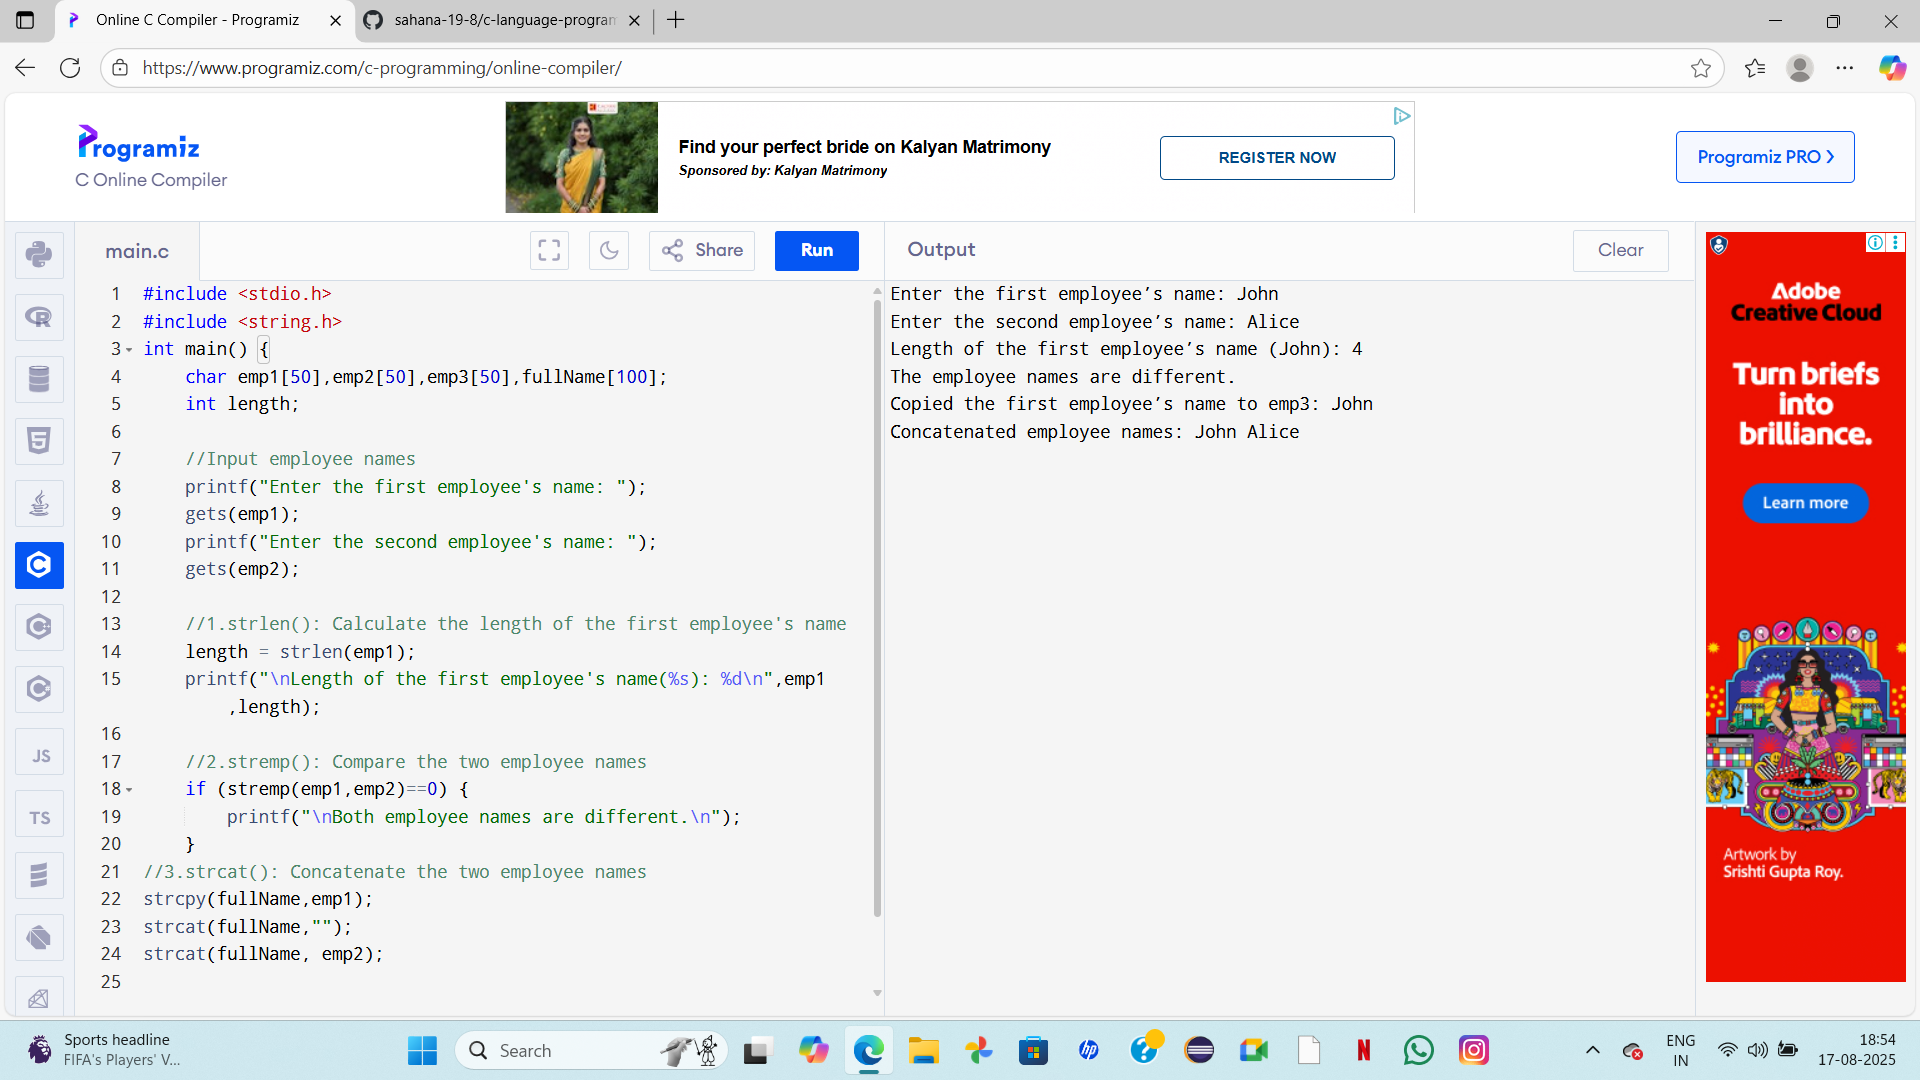 Online C Compiler - Programiz
sahana-19-8/c-language-program
https://www.programiz.com/c-programming/online-compiler/
Programiz
C Online Compiler
Find your perfect bride on Kalyan Matrimony
Sponsored by: Kalyan Matrimony
REGISTER NOW
Programiz PRO ❯
main.c
Share
Run
Output
Clear
1 #include <stdio.h>
2 #include <string.h>
3 int main() {
4 char emp1[50],emp2[50],emp3[50],fullName[100];
5 int length;
6
7 //Input employee names
8 printf("Enter the first employee's name: ");
9 gets(emp1);
10 printf("Enter the second employee's name: ");
11 gets(emp2);
12
13 //1.strlen(): Calculate the length of the first employee's name
14 length = strlen(emp1);
15 printf("\nLength of the first employee's name(%s): %d\n",emp1
,length);
16
17 //2.stremp(): Compare the two employee names
18 if (stremp(emp1,emp2)==0) {
19 printf("\nBoth employee names are different.\n");
20 }
21 //3.strcat(): Concatenate the two employee names
22 strcpy(fullName,emp1);
23 strcat(fullName,"");
24 strcat(fullName, emp2);
25
Enter the first employee’s name: John
Enter the second employee’s name: Alice
Length of the first employee’s name (John): 4
The employee names are different.
Copied the first employee’s name to emp3: John
Concatenated employee names: John Alice
JS
TS
Adobe
Creative Cloud
Turn briefs
into
brilliance.
Learn more
Artwork by
Srishti Gupta Roy.
Sports headline
FIFA's Players' V...
Search
ENG
IN
18:54
17-08-2025